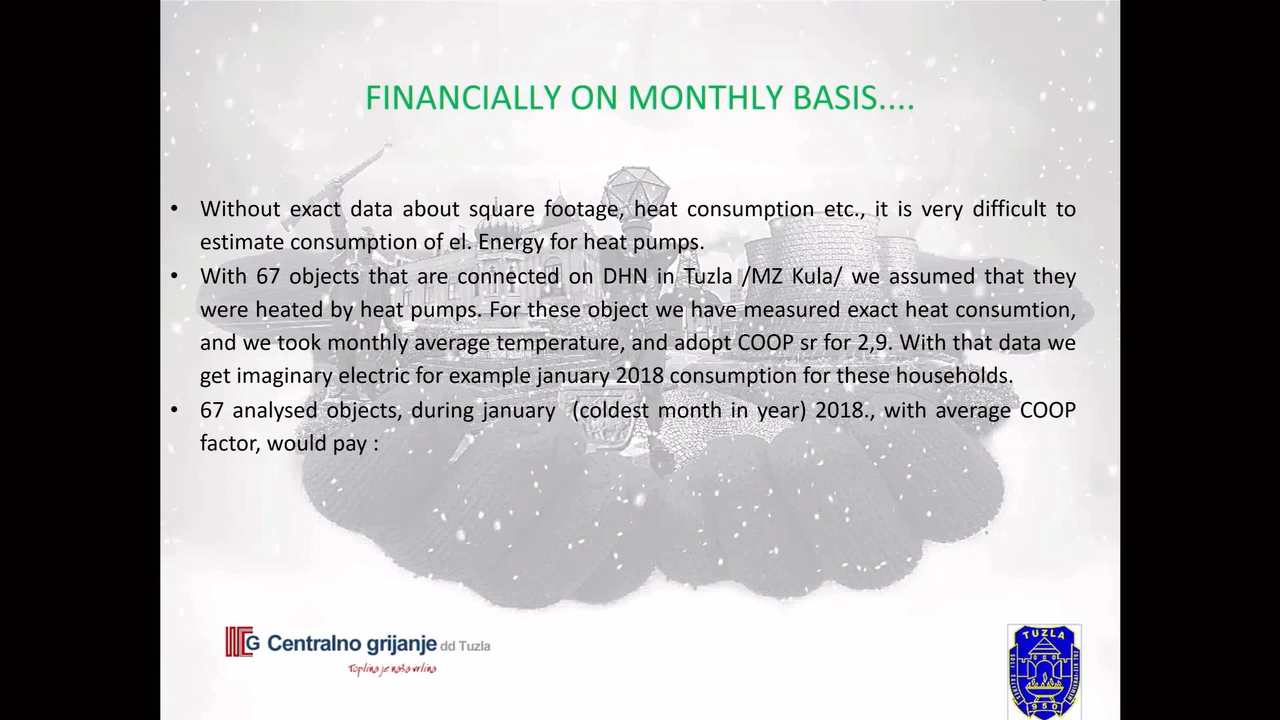 FINANCIALLY ON MONTHLY BASIS....
• Without exact data about square footage, heat consumption etc., it is very difficult to
estimate consumption of el. Energy for heat pumps.
• With 67 objects that are connected on DHN in Tuzla /MZ Kula/ we assumed that they
were heated by heat pumps. For these object we have measured exact heat consumtion,
and we took monthly average temperature, and adopt COOP sr for 2,9. With that data we
get imaginary electric for example january 2018 consumption for these households.
• 67 analysed objects, during january (coldest month in year) 2018., with average COOP
factor, would pay :
G Centralno grijanje dd Tuzla
Toplina je naša vrlina
TUZLA
950